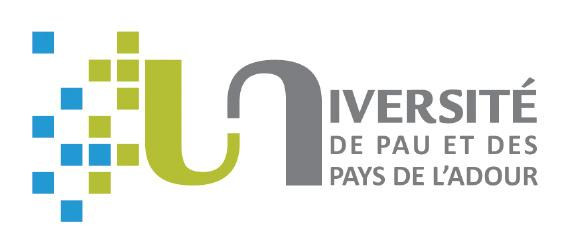 UNIVERSITÉ
DE PAU ET DES
PAYS DE L'ADOUR